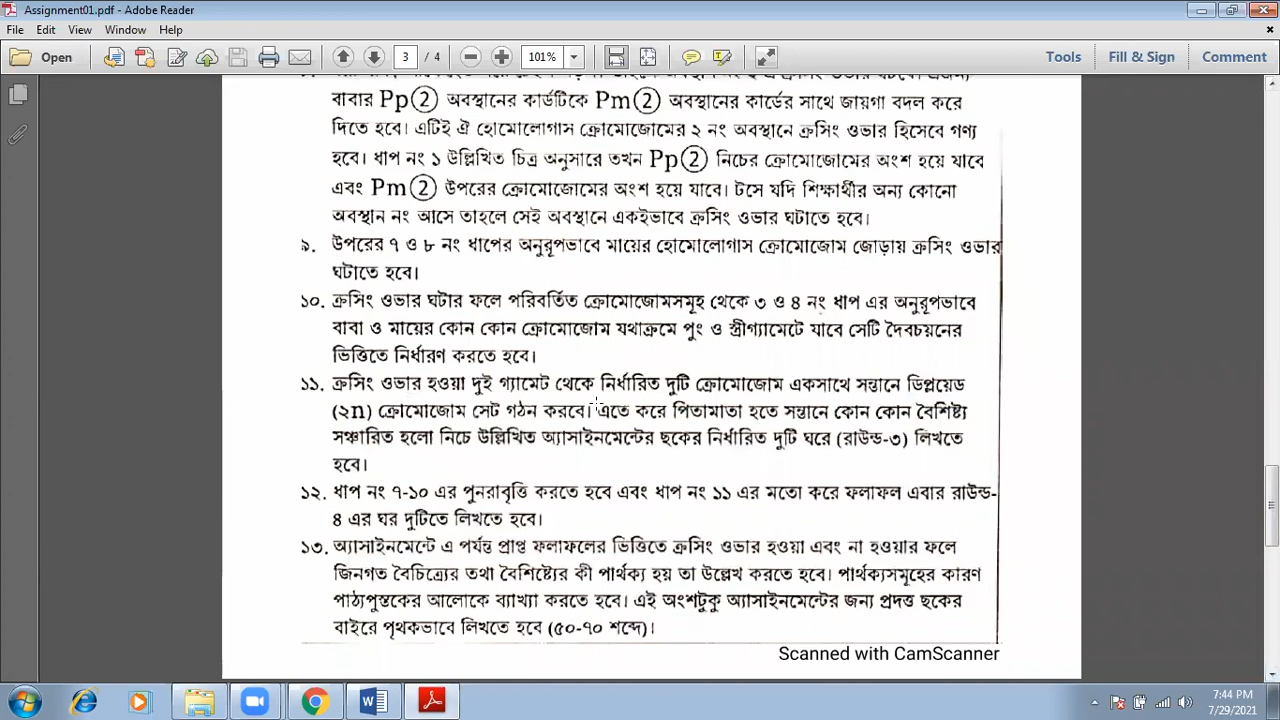 Assignment01.pdf - Adobe Reader
File Edit View Window Help
Open 3 / 4 101% Tools Fill & Sign Comment
বাবার Pp② অবস্থানের কার্ডটিকে Pm② অবস্থানের কার্ডের সাথে জায়গা বদল করে
দিতে হবে। এটিই ঐ হোমোলোগাস ক্রোমোজোমের ২ নং অবস্থানে ক্রসিং ওভার হিসেবে গণ্য
হবে। ধাপ নং ১ উল্লিখিত চিত্র অনুসারে তখন Pp② নিচের ক্রোমোজোমের অংশ হয়ে যাবে
এবং Pm② উপরের ক্রোমোজোমের অংশ হয়ে যাবে। টসে যদি শিক্ষার্থীর অন্য কোনো
অবস্থান নং আসে তাহলে সেই অবস্থানে একইভাবে ক্রসিং ওভার ঘটাতে হবে।
৯. উপরের ৭ ও ৮ নং ধাপের অনুরূপভাবে মায়ের হোমোলোগাস ক্রোমোজোম জোড়ায় ক্রসিং ওভার
ঘটাতে হবে।
১০. ক্রসিং ওভার ঘটার ফলে পরিবর্তিত ক্রোমোজোমসমূহ থেকে ৩ ও ৪ নং ধাপ এর অনুরূপভাবে
বাবা ও মায়ের কোন কোন ক্রোমোজোম যথাক্রমে পুং ও স্ত্রীগ্যামেটে যাবে সেটি দৈবচয়নের
ভিত্তিতে নির্ধারণ করতে হবে।
১১. ক্রসিং ওভার হওয়া দুই গ্যামেট থেকে নির্ধারিত দুটি ক্রোমোজোম একসাথে সন্তানে ডিপ্লয়েড
(২n) ক্রোমোজোম সেট গঠন করবে। এতে করে পিতামাতা হতে সন্তানে কোন কোন বৈশিষ্ট্য
সঞ্চারিত হলো নিচে উল্লিখিত অ্যাসাইনমেন্টের ছকের নির্ধারিত দুটি ঘরে (রাউন্ড-৩) লিখতে
হবে।
১২. ধাপ নং ৭-১০ এর পুনরাবৃত্তি করতে হবে এবং ধাপ নং ১১ এর মতো করে ফলাফল এবার রাউন্ড-
৪ এর ঘর দুটিতে লিখতে হবে।
১৩. অ্যাসাইনমেন্টে এ পর্যন্ত প্রাপ্ত ফলাফলের ভিত্তিতে ক্রসিং ওভার হওয়া এবং না হওয়ার ফলে
জিনগত বৈচিত্র্যের তথা বৈশিষ্ট্যের কী পার্থক্য হয় তা উল্লেখ করতে হবে। পার্থক্যসমূহের কারণ
পাঠ্যপুস্তকের আলোকে ব্যাখ্যা করতে হবে। এই অংশটুকু অ্যাসাইনমেন্টের জন্য প্রদত্ত ছকের
বাইরে পৃথকভাবে লিখতে হবে (৫০-৭০ শব্দে)।
Scanned with CamScanner
7:44 PM
7/29/2021